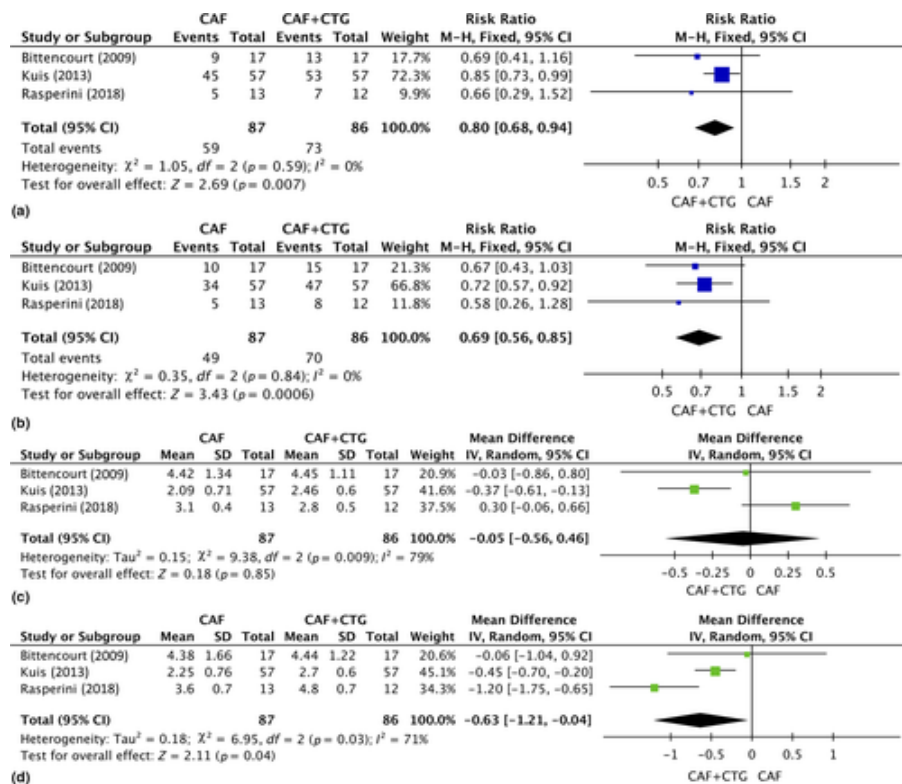 CAF CAF+CTG Risk Ratio Risk Ratio
Study or Subgroup Events Total Events Total Weight M-H, Fixed, 95% CI M-H, Fixed, 95% CI
Bittencourt (2009) 9 17 13 17 17.7% 0.69 [0.41, 1.16]
Kuis (2013) 45 57 53 57 72.3% 0.85 [0.73, 0.99]
Rasperini (2018) 5 13 7 12 9.9% 0.66 [0.29, 1.52]
Total (95% CI) 87 86 100.0% 0.80 [0.68, 0.94]
Total events 59 73
Heterogeneity: χ² = 1.05, df = 2 (p = 0.59); I² = 0%
Test for overall effect: Z = 2.69 (p = 0.007)
0.5 0.7 1 1.5 2
CAF+CTG CAF
(a)
CAF CAF+CTG Risk Ratio Risk Ratio
Study or Subgroup Events Total Events Total Weight M-H, Fixed, 95% CI M-H, Fixed, 95% CI
Bittencourt (2009) 10 17 15 17 21.3% 0.67 [0.43, 1.03]
Kuis (2013) 34 57 47 57 66.8% 0.72 [0.57, 0.92]
Rasperini (2018) 5 13 8 12 11.8% 0.58 [0.26, 1.28]
Total (95% CI) 87 86 100.0% 0.69 [0.56, 0.85]
Total events 49 70
Heterogeneity: χ² = 0.35, df = 2 (p = 0.84); I² = 0%
Test for overall effect: Z = 3.43 (p = 0.0006)
0.5 0.7 1 1.5 2
CAF+CTG CAF
(b)
CAF CAF+CTG Mean Difference Mean Difference
Study or Subgroup Mean SD Total Mean SD Total Weight IV, Random, 95% CI IV, Random, 95% CI
Bittencourt (2009) 4.42 1.34 17 4.45 1.11 17 20.9% -0.03 [-0.86, 0.80]
Kuis (2013) 2.09 0.71 57 2.46 0.6 57 41.6% -0.37 [-0.61, -0.13]
Rasperini (2018) 3.1 0.4 13 2.8 0.5 12 37.5% 0.30 [-0.06, 0.66]
Total (95% CI) 87 86 100.0% -0.05 [-0.56, 0.46]
Heterogeneity: Tau² = 0.15; χ² = 9.38, df = 2 (p = 0.009); I² = 79%
Test for overall effect: Z = 0.18 (p = 0.85)
-0.5 -0.25 0 0.25 0.5
CAF+CTG CAF
(c)
CAF CAF+CTG Mean Difference Mean Difference
Study or Subgroup Mean SD Total Mean SD Total Weight IV, Random, 95% CI IV, Random, 95% CI
Bittencourt (2009) 4.38 1.66 17 4.44 1.22 17 20.6% -0.06 [-1.04, 0.92]
Kuis (2013) 2.25 0.76 57 2.7 0.6 57 45.1% -0.45 [-0.70, -0.20]
Rasperini (2018) 3.6 0.7 13 4.8 0.7 12 34.3% -1.20 [-1.75, -0.65]
Total (95% CI) 87 86 100.0% -0.63 [-1.21, -0.04]
Heterogeneity: Tau² = 0.18; χ² = 6.95, df = 2 (p = 0.03); I² = 71%
Test for overall effect: Z = 2.11 (p = 0.04)
-1 -0.5 0 0.5 1
CAF+CTG CAF
(d)